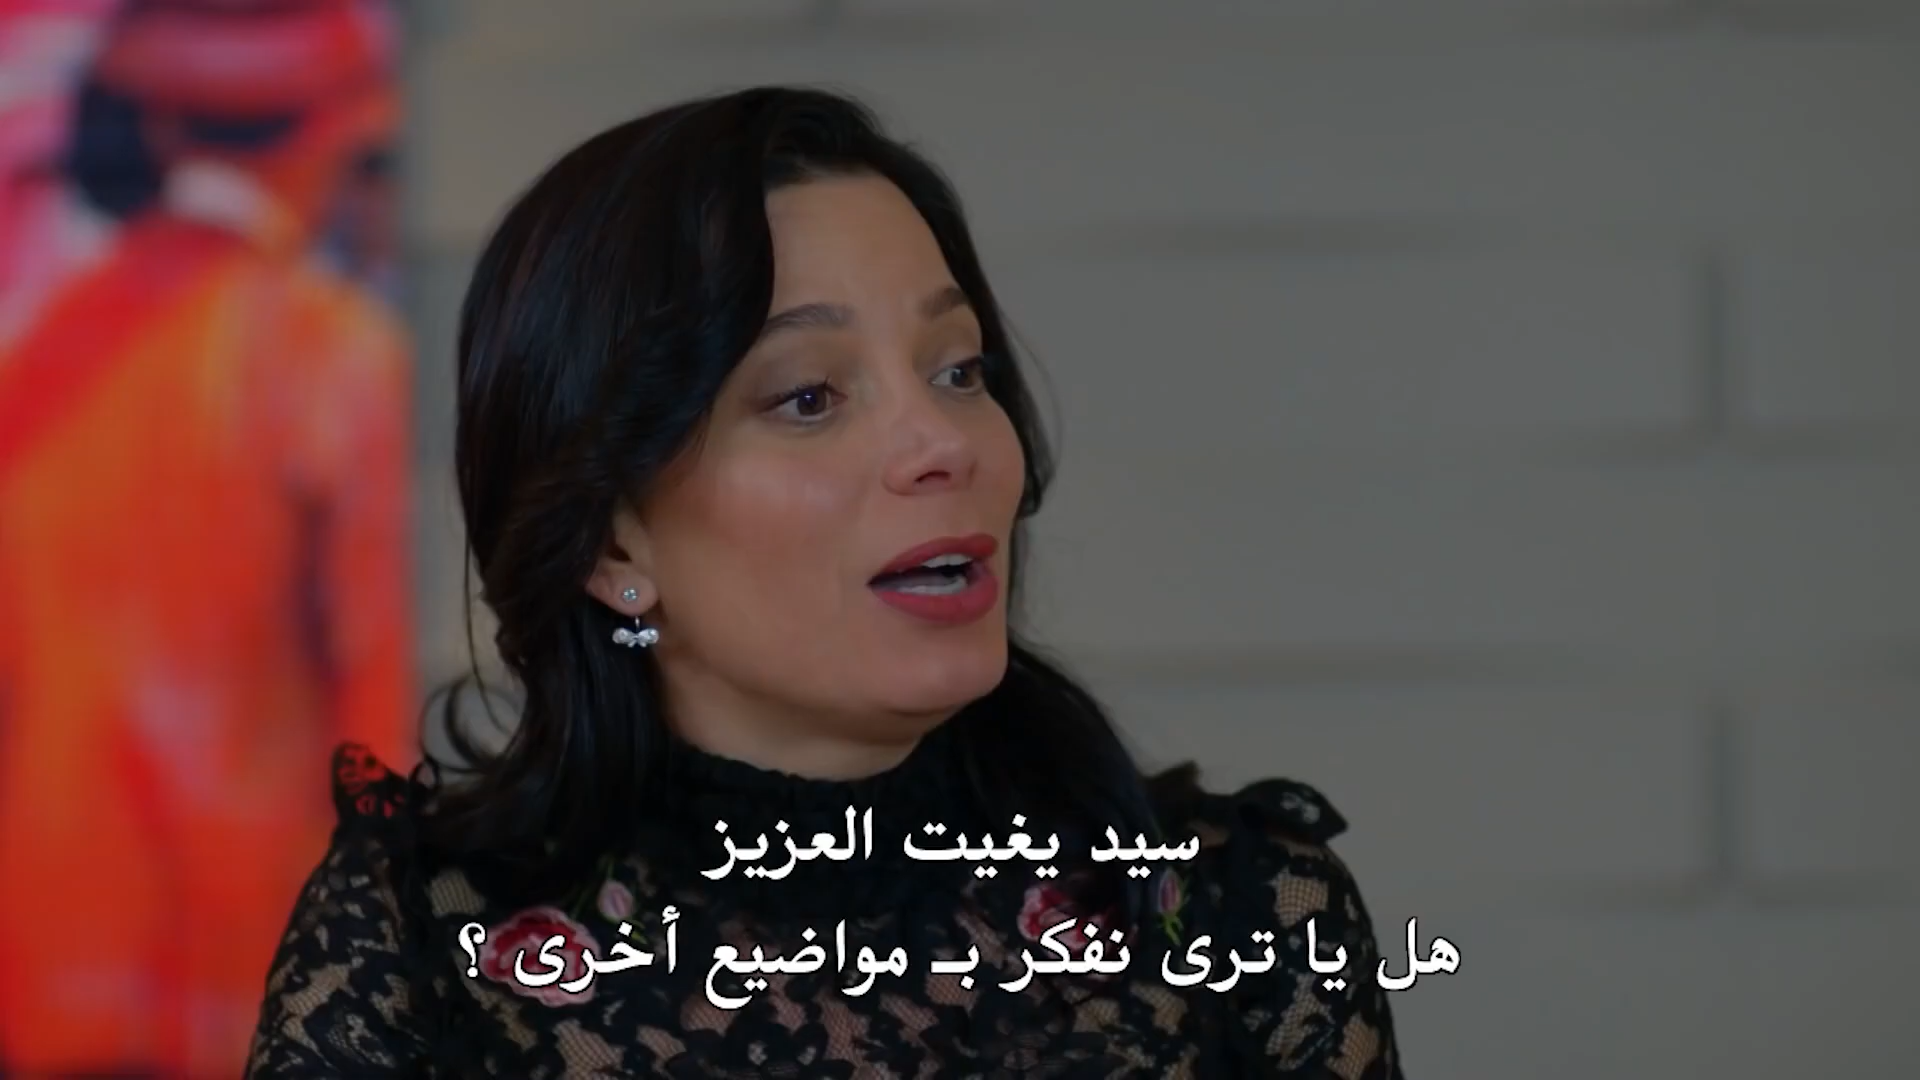 سيد يغيت العزيز
هل يا ترى نفكر بـ مواضيع أخرى ؟